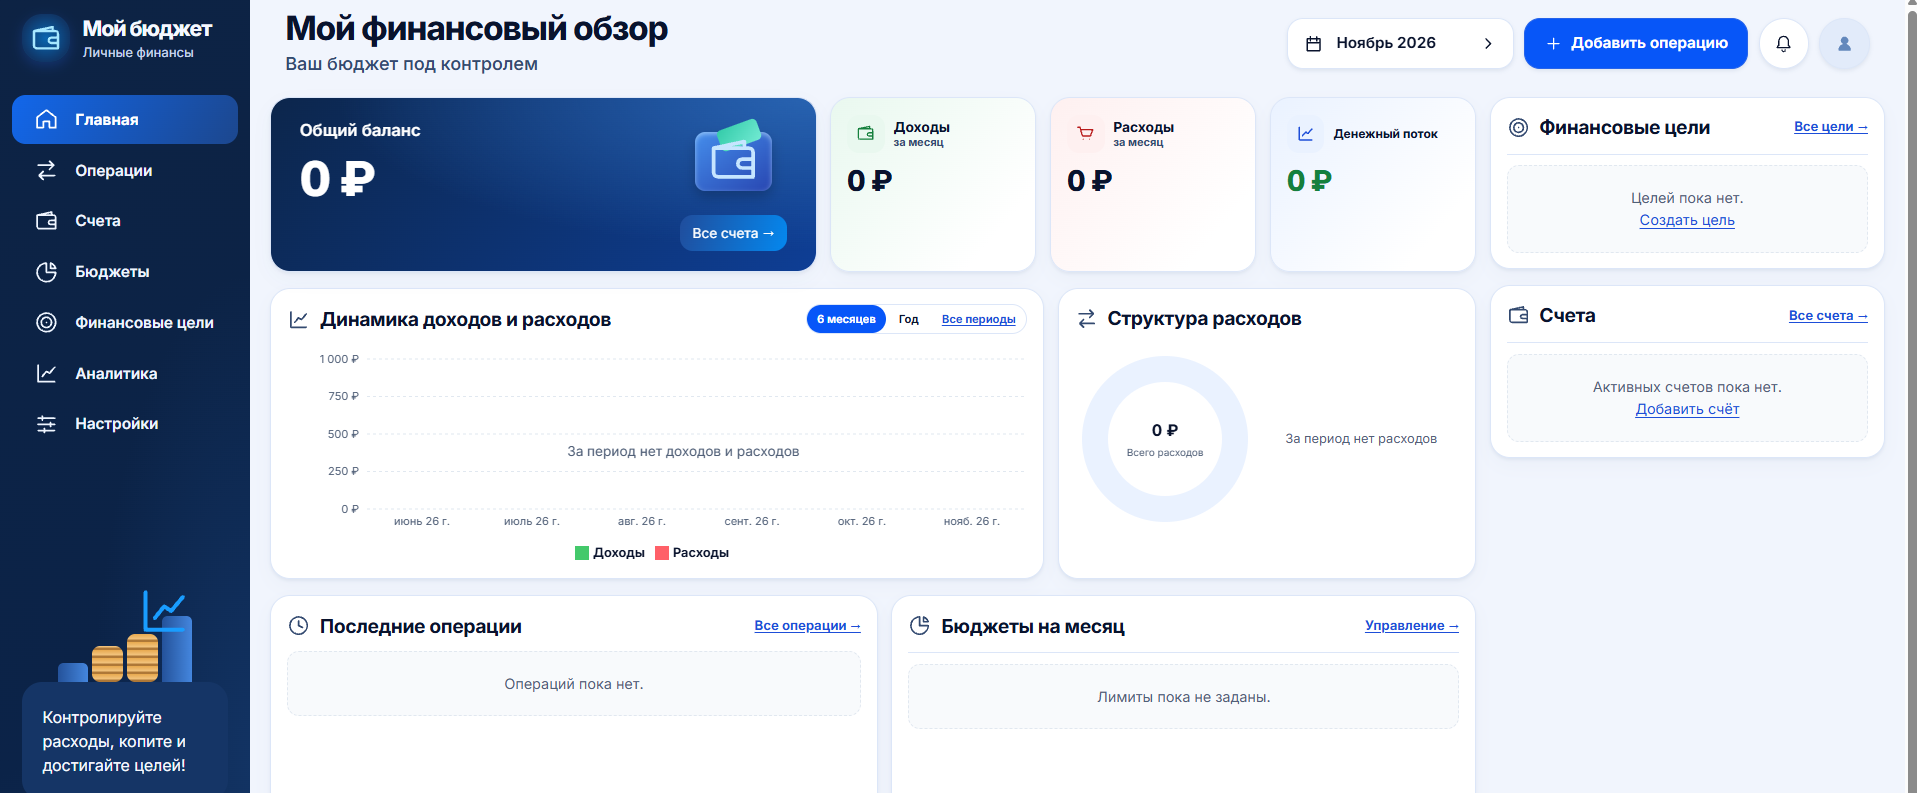 Мой бюджет
Личные финансы
Главная
Операции
Счета
Бюджеты
Финансовые цели
Аналитика
Настройки
Контролируйте
расходы, копите и
достигайте целей!
Мой финансовый обзор
Ваш бюджет под контролем
Ноябрь 2026
Добавить операцию
Общий баланс
0 ₽
Все счета →
Доходы
за месяц
0 ₽
Расходы
за месяц
0 ₽
Денежный поток
0 ₽
Финансовые цели
Все цели →
Целей пока нет.
Создать цель
Динамика доходов и расходов
6 месяцев Год Все периоды
1 000 ₽
750 ₽
500 ₽
250 ₽
0 ₽
За период нет доходов и расходов
июнь 26 г. июль 26 г. авг. 26 г. сент. 26 г. окт. 26 г. нояб. 26 г.
Доходы Расходы
Структура расходов
0 ₽
Всего расходов
За период нет расходов
Счета
Все счета →
Активных счетов пока нет.
Добавить счёт
Последние операции
Все операции →
Операций пока нет.
Бюджеты на месяц
Управление →
Лимиты пока не заданы.